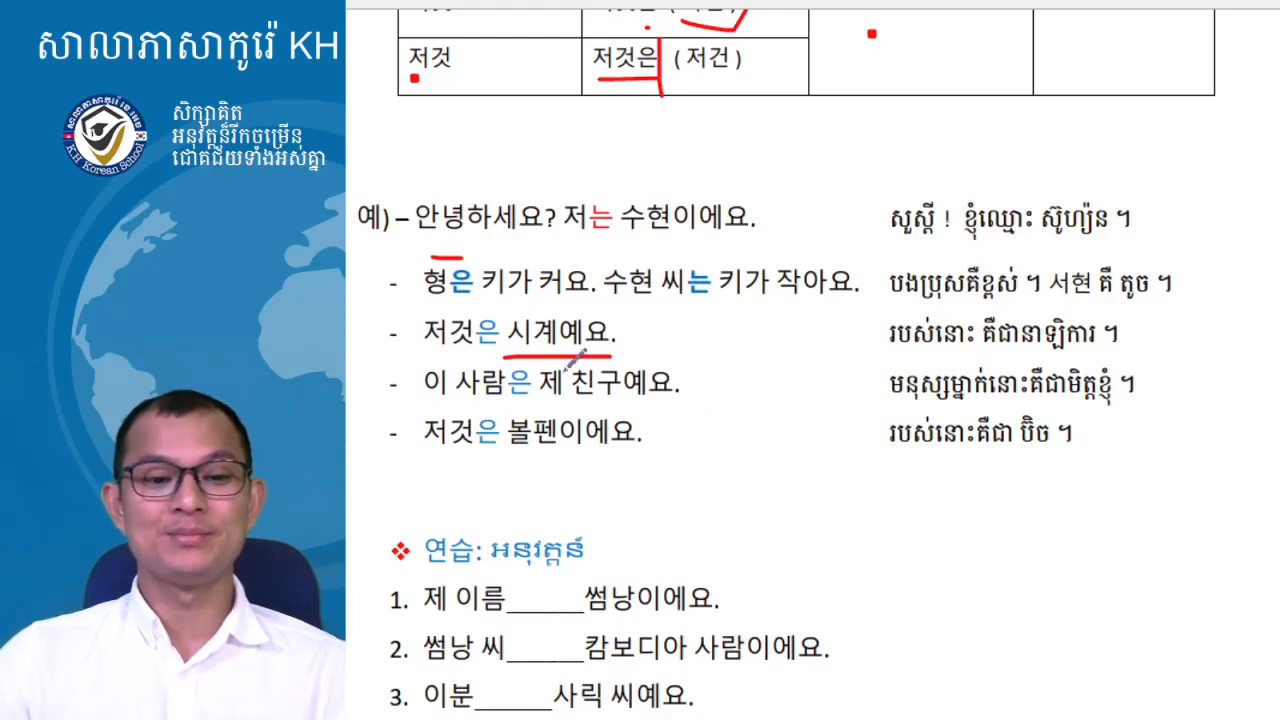 សាលាភាសាកូរ៉េ KH
សិក្សាគិត
អនុវត្តន៍រីកចម្រើន
ជោគជ័យទាំងអស់គ្នា
K.H Korean School
저것 저것은 ( 저건 )
예) – 안녕하세요? 저는 수현이에요. សួស្ដី ! ខ្ញុំឈ្មោះ ស៊ូហ្យ៉ន ។
- 형은 키가 커요. 수현 씨는 키가 작아요. បងប្រុសគឺខ្ពស់ ។ 서현 គឺ តូច ។
- 저것은 시계예요. របស់នោះ គឺជានាឡិការ ។
- 이 사람은 제 친구예요. មនុស្សម្នាក់នោះគឺជាមិត្តខ្ញុំ ។
- 저것은 볼펜이에요. របស់នោះគឺជា ប៊ិច ។
❖ 연습: អនុវត្តន៍
1. 제 이름______썸낭이에요.
2. 썸낭 씨______캄보디아 사람이에요.
3. 이분______사릭 씨예요.